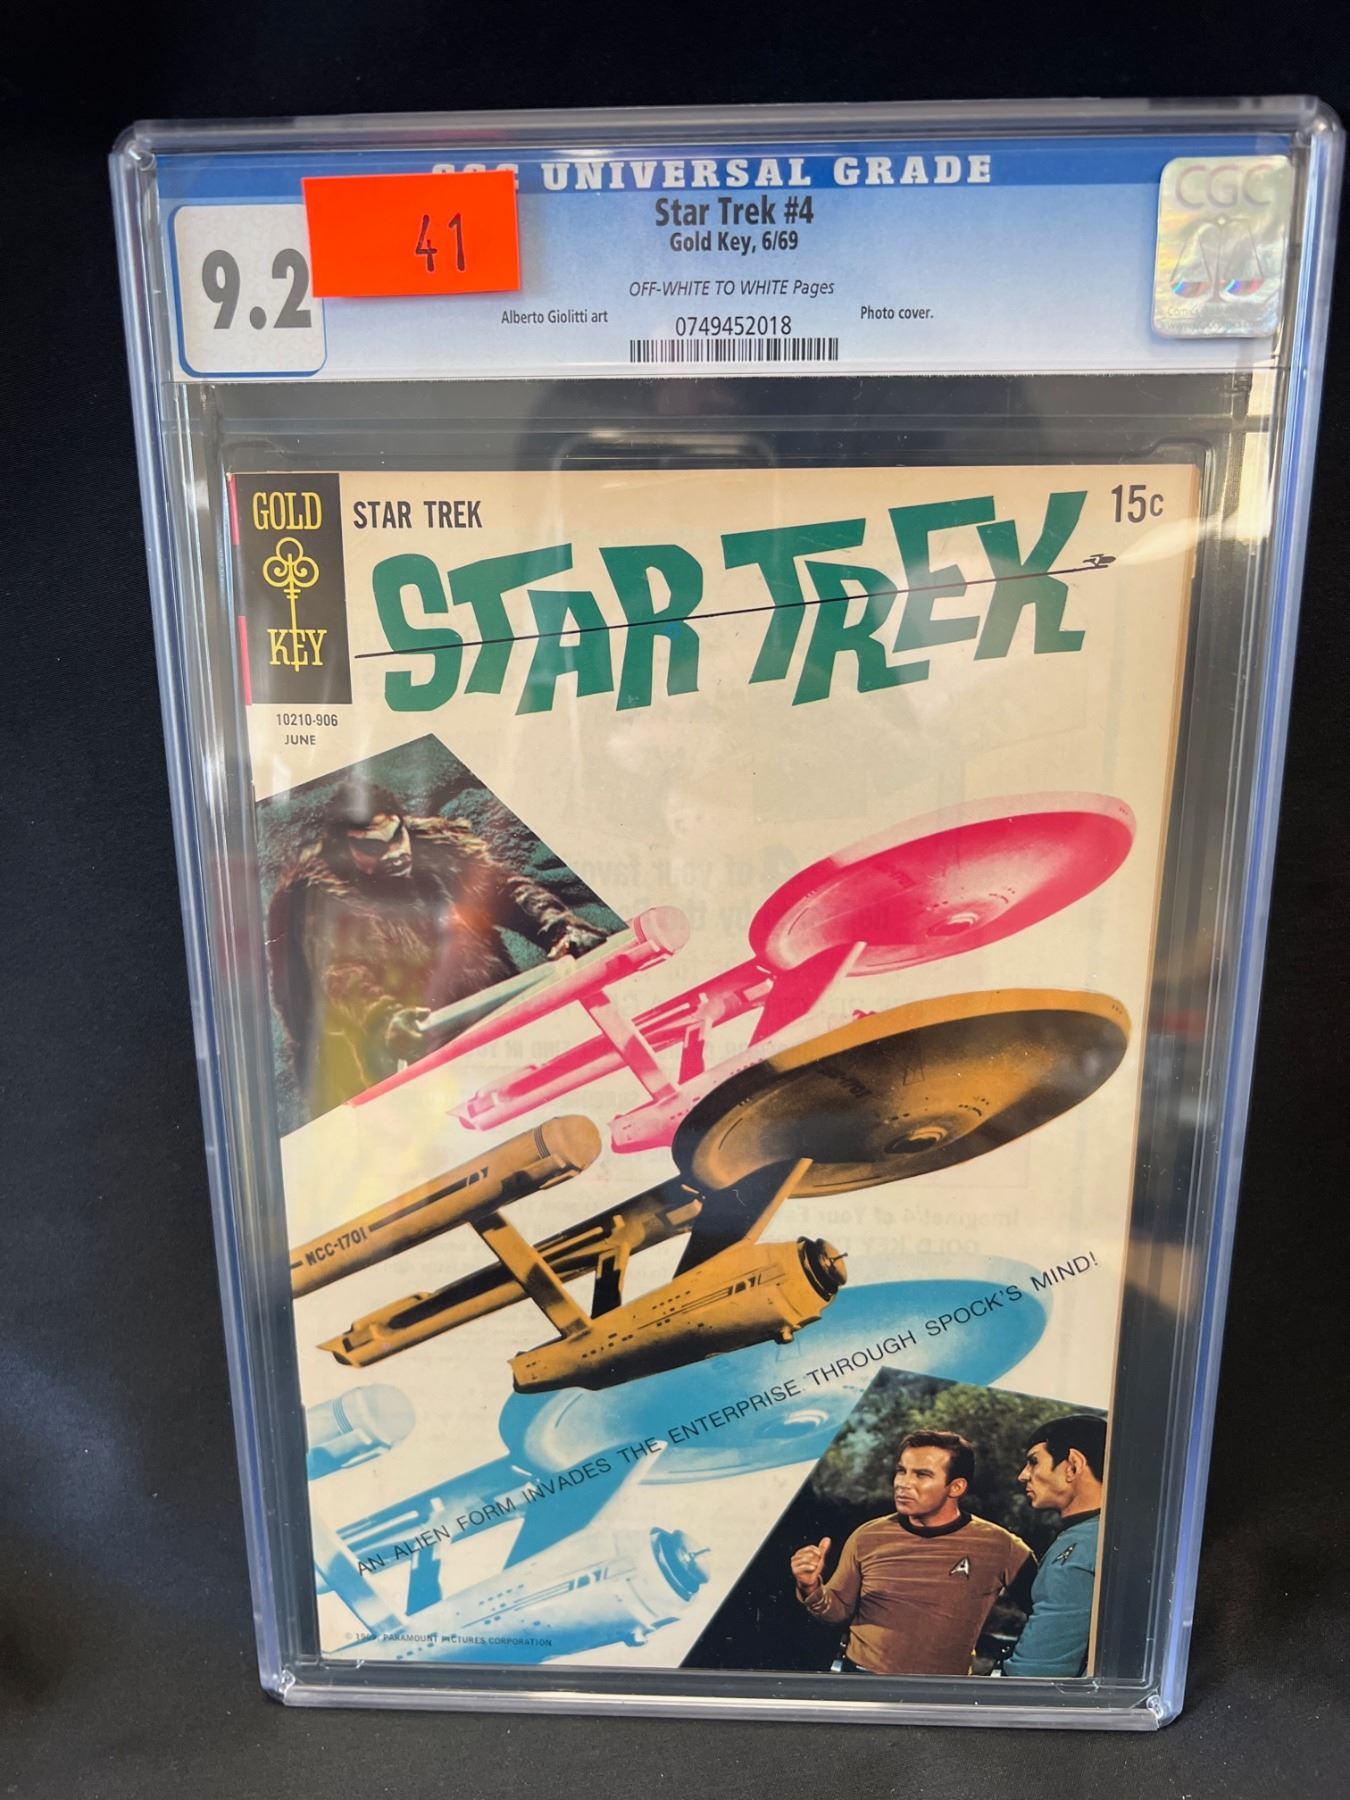 UNIVERSAL GRADE
CGC
9.2
41
Star Trek #4
Gold Key, 6/69
OFF-WHITE TO WHITE Pages
Alberto Giolitti art
0749452018
Photo cover.
GOLD
KEY
STAR TREK
15c
STAR TREK
10210-906
JUNE
NCC-1701
AN ALIEN FORM INVADES THE ENTERPRISE THROUGH SPOCK'S MIND!
PARAMOUNT PICTURES CORPORATION